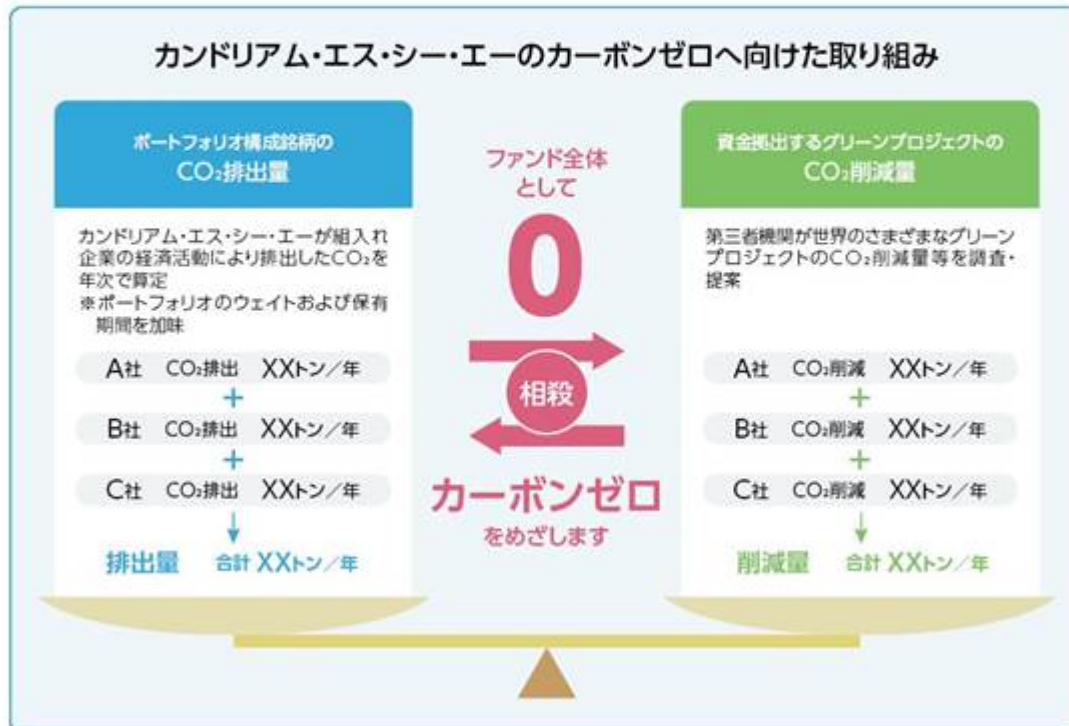 カンドリアム・エス・シー・エーのカーボンゼロへ向けた取り組み
ポートフォリオ構成銘柄の
CO₂排出量
カンドリアム・エス・シー・エーが組入れ
企業の経済活動により排出したCO₂を
年次で算定
※ポートフォリオのウェイトおよび保有
期間を加味
A社 CO₂排出 XXトン/年
+
B社 CO₂排出 XXトン/年
+
C社 CO₂排出 XXトン/年
排出量 合計 XXトン/年
ファンド全体
として
0
相殺
カーボンゼロ
をめざします
資金拠出するグリーンプロジェクトの
CO₂削減量
第三者機関が世界のさまざまなグリーン
プロジェクトのCO₂削減量等を調査・
提案
A社 CO₂削減 XXトン/年
+
B社 CO₂削減 XXトン/年
+
C社 CO₂削減 XXトン/年
削減量 合計 XXトン/年